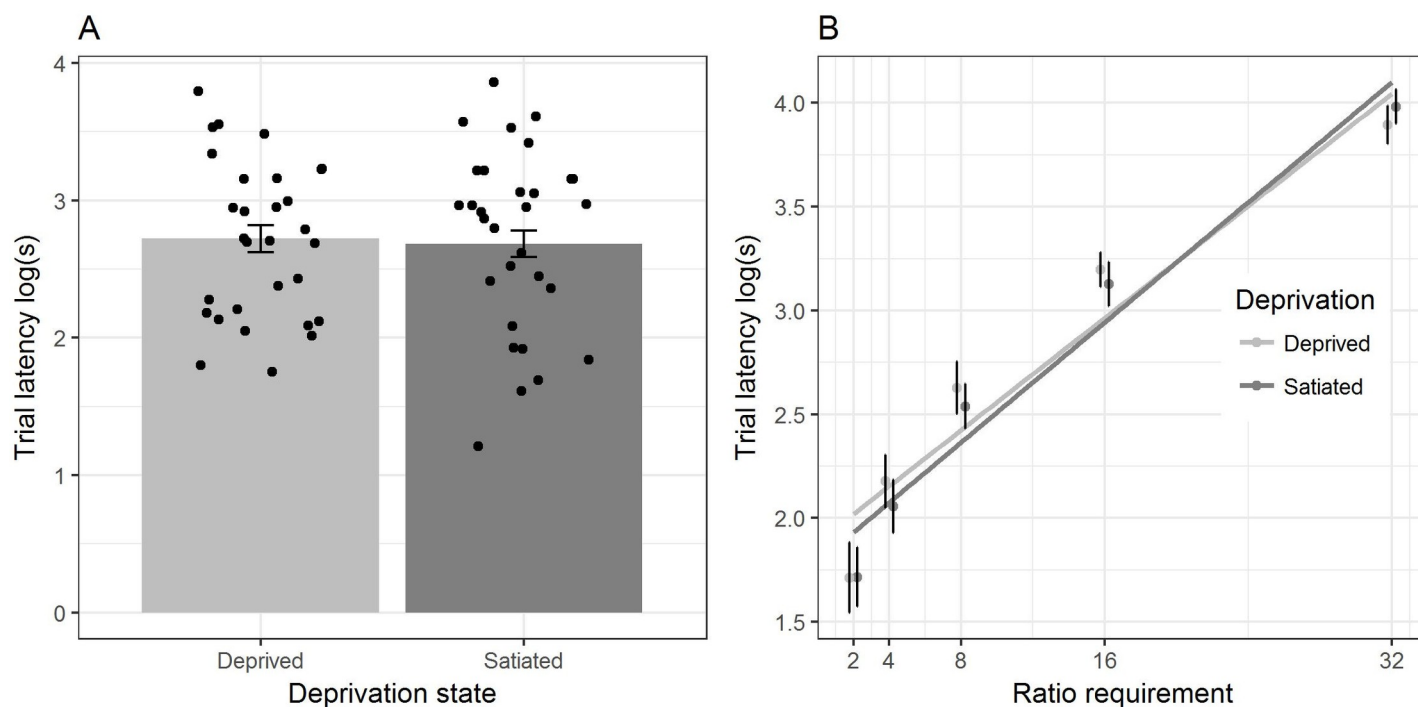 A
Trial latency log(s)
4
3
2
1
0
Deprived Satiated
Deprivation state
B
Trial latency log(s)
4.0
3.5
3.0
2.5
2.0
1.5
Deprivation
Deprived
Satiated
2 4 8 16 32
Ratio requirement